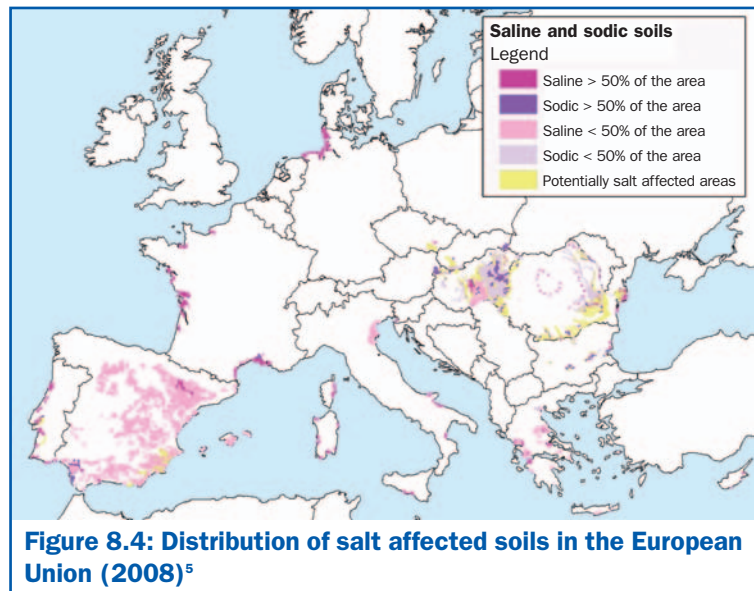 Saline and sodic soils
Legend
Saline > 50% of the area
Sodic > 50% of the area
Saline < 50% of the area
Sodic < 50% of the area
Potentially salt affected areas
Figure 8.4: Distribution of salt affected soils in the European
Union (2008)⁵